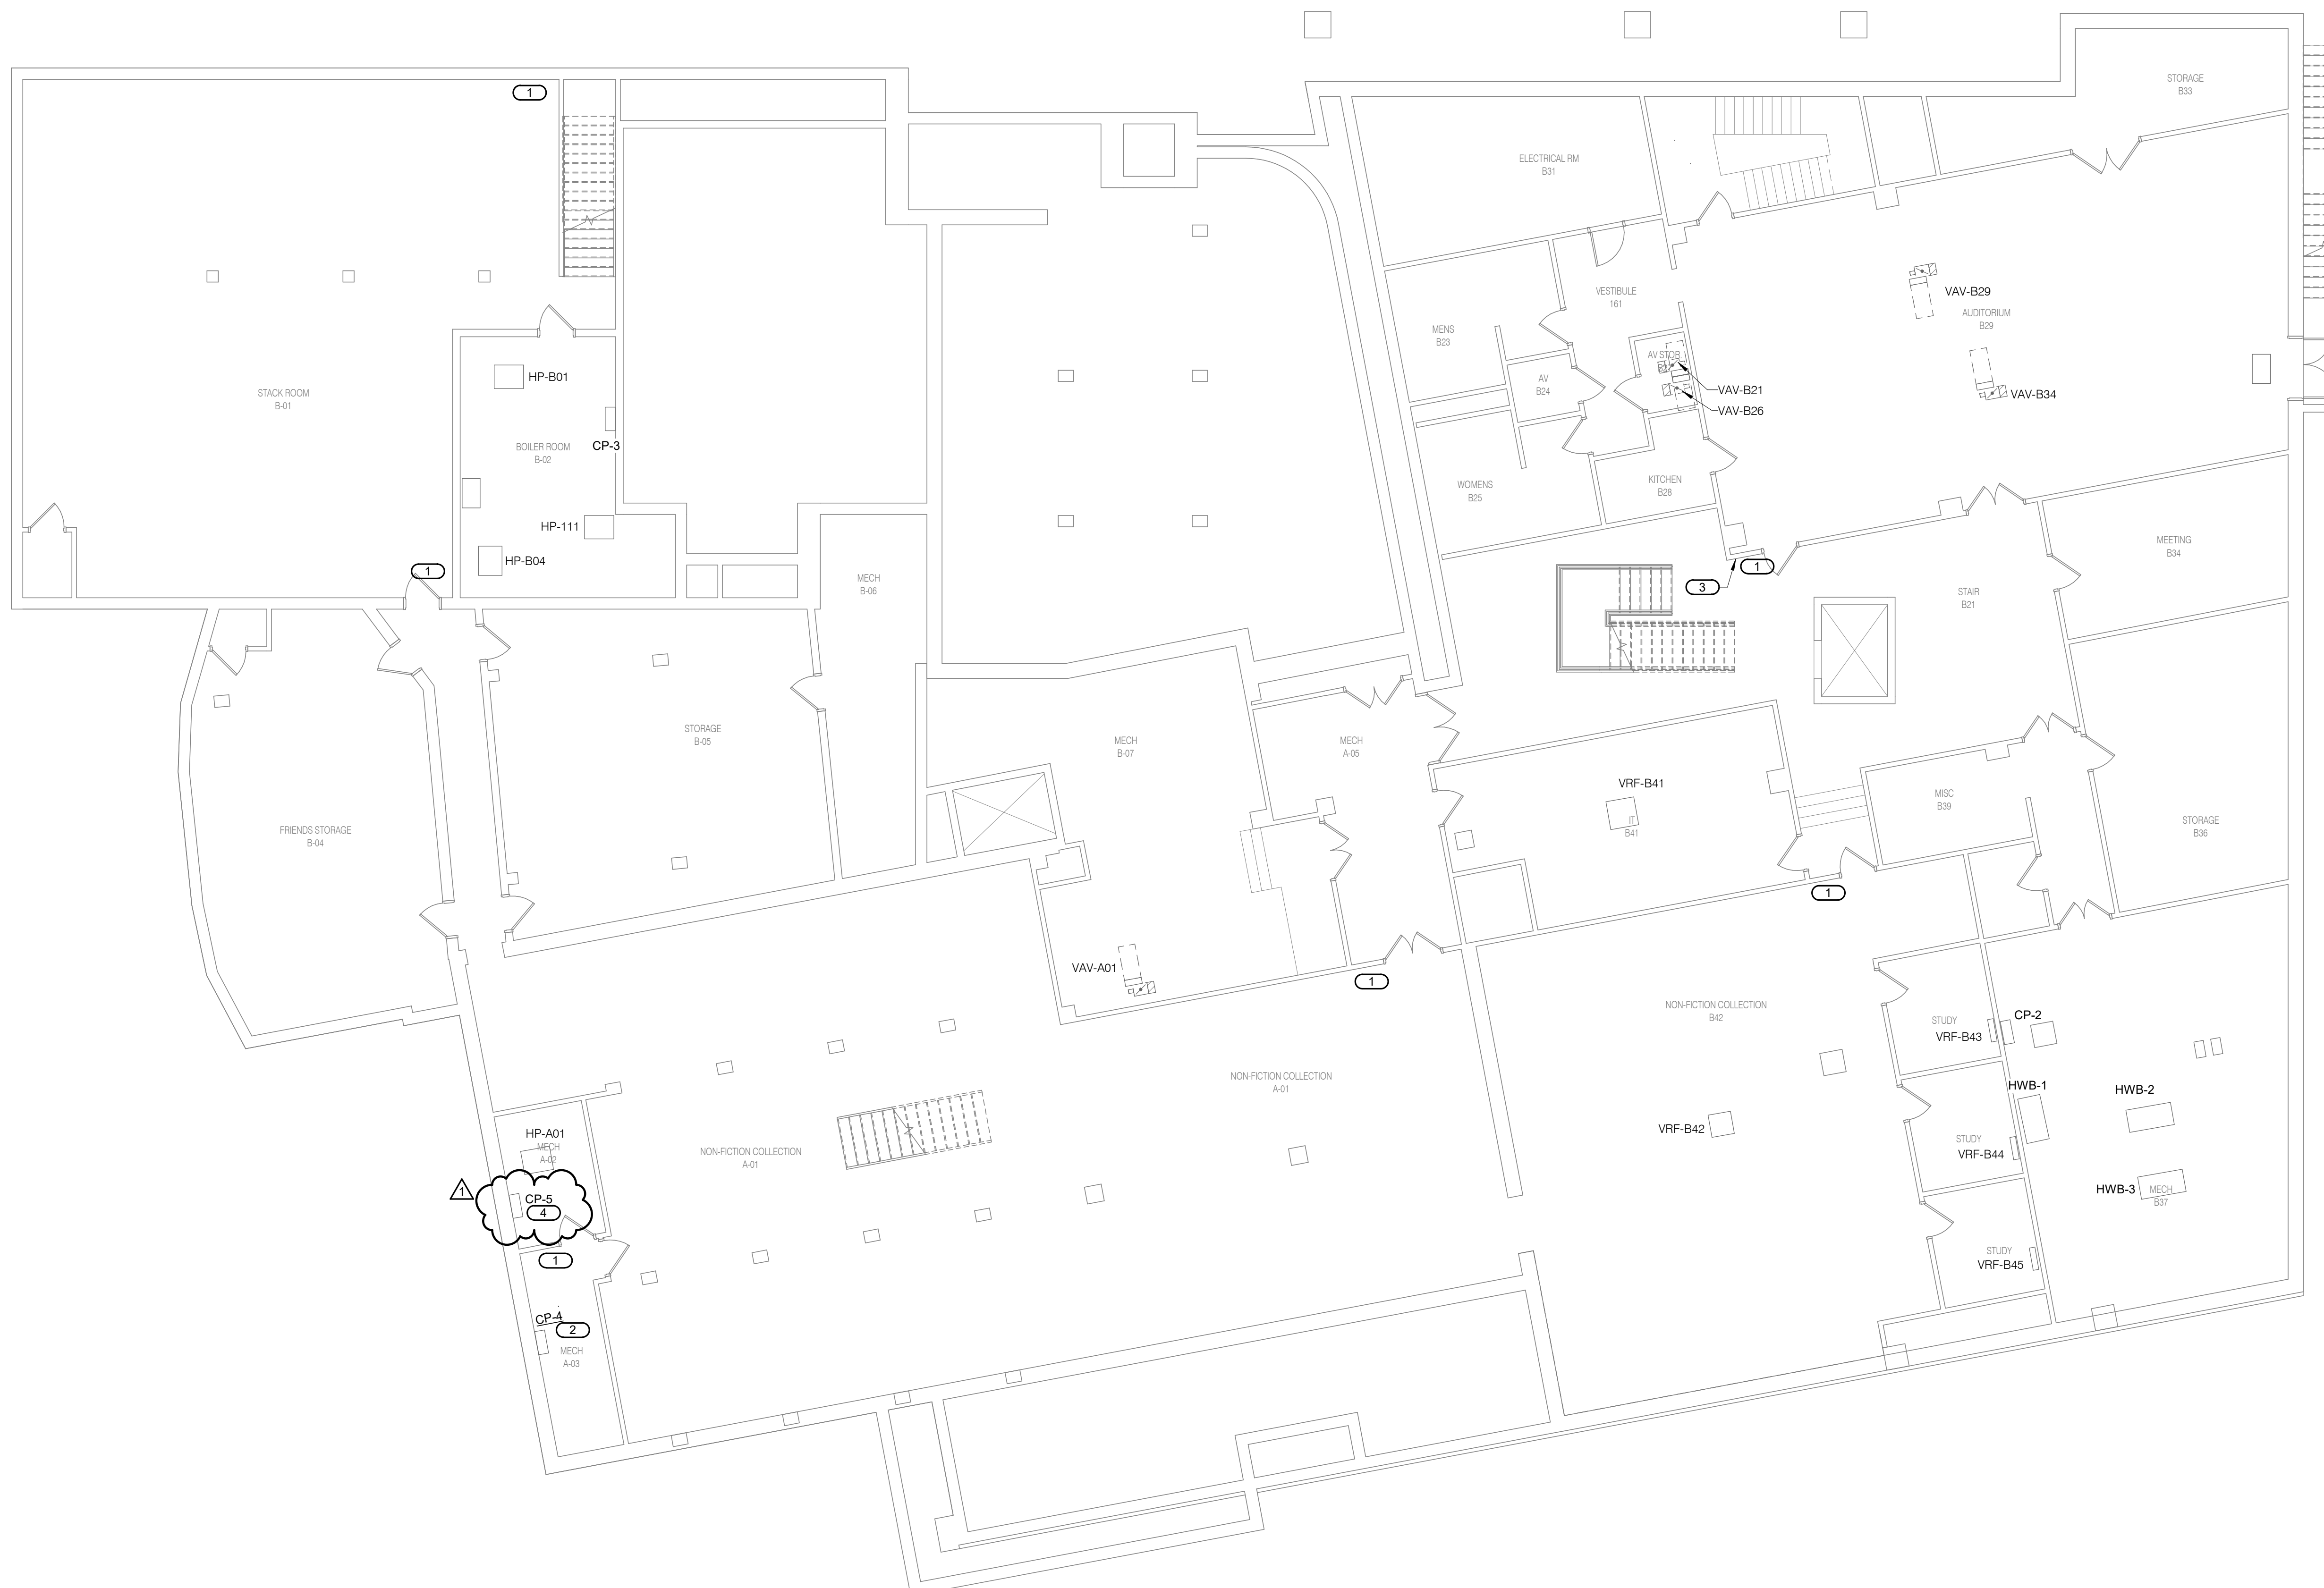 1
STORAGE
B33
ELECTRICAL RM
B31
VESTIBULE
161
VAV-B29
AUDITORIUM
B29
MENS
B23
AV STOR
AV
B24
VAV-B21
VAV-B26
VAV-B34
HP-B01
STACK ROOM
B-01
CP-3
BOILER ROOM
B-02
WOMENS
B25
KITCHEN
B28
HP-111
HP-B04
1
MECH
B-06
MEETING
B34
1
3
STAIR
B21
STORAGE
B-05
MECH
B-07
MECH
A-05
VRF-B41
IT
B41
MISC
B39
STORAGE
B36
FRIENDS STORAGE
B-04
1
VAV-A01
1
NON-FICTION COLLECTION
B42
STUDY
VRF-B43
CP-2
NON-FICTION COLLECTION
A-01
HWB-1
HWB-2
VRF-B42
HP-A01
MECH
A-02
NON-FICTION COLLECTION
A-01
STUDY
VRF-B44
1
CP-5
4
HWB-3
MECH
B37
1
STUDY
VRF-B45
CP-4
2
MECH
A-03